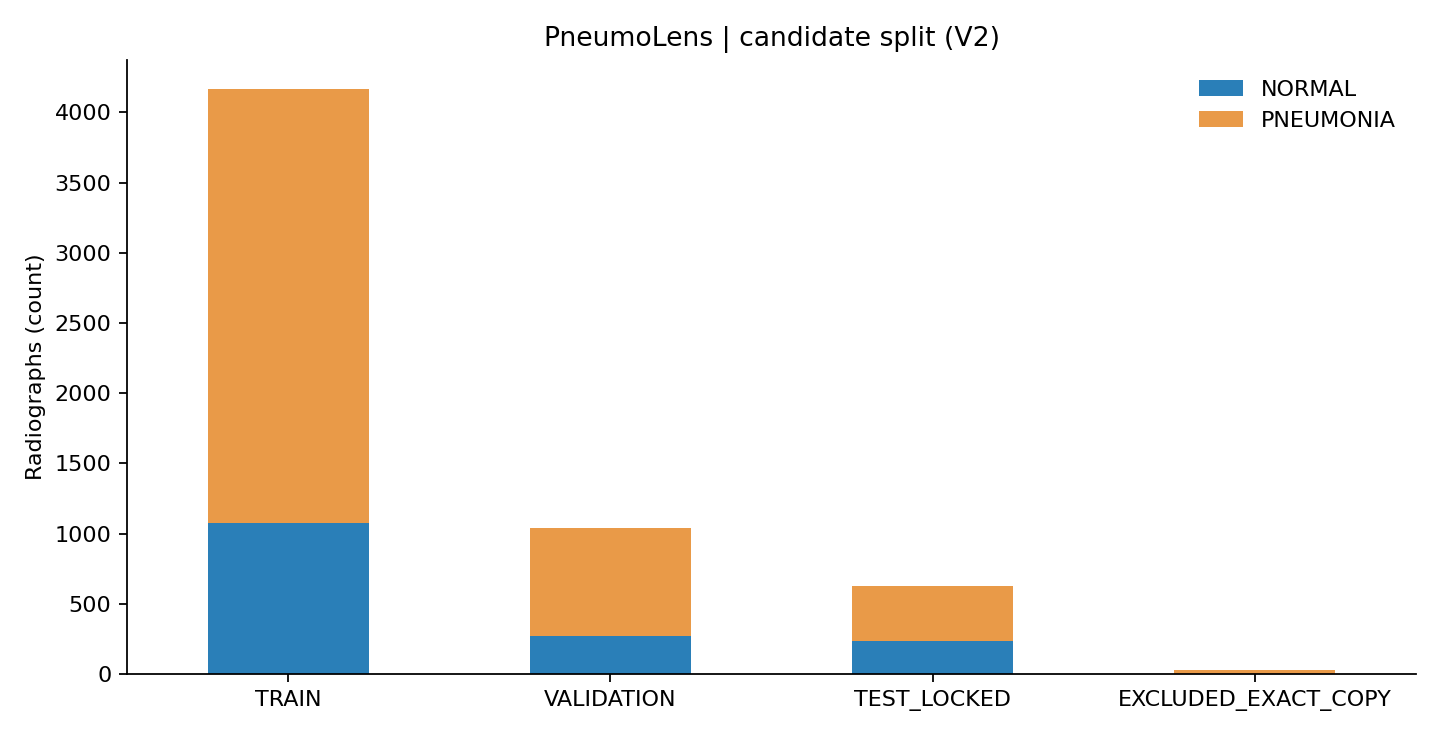 PneumoLens | candidate split (V2)
NORMAL
PNEUMONIA
Radiographs (count)
4000
3500
3000
2500
2000
1500
1000
500
0
TRAIN
VALIDATION
TEST_LOCKED
EXCLUDED_EXACT_COPY